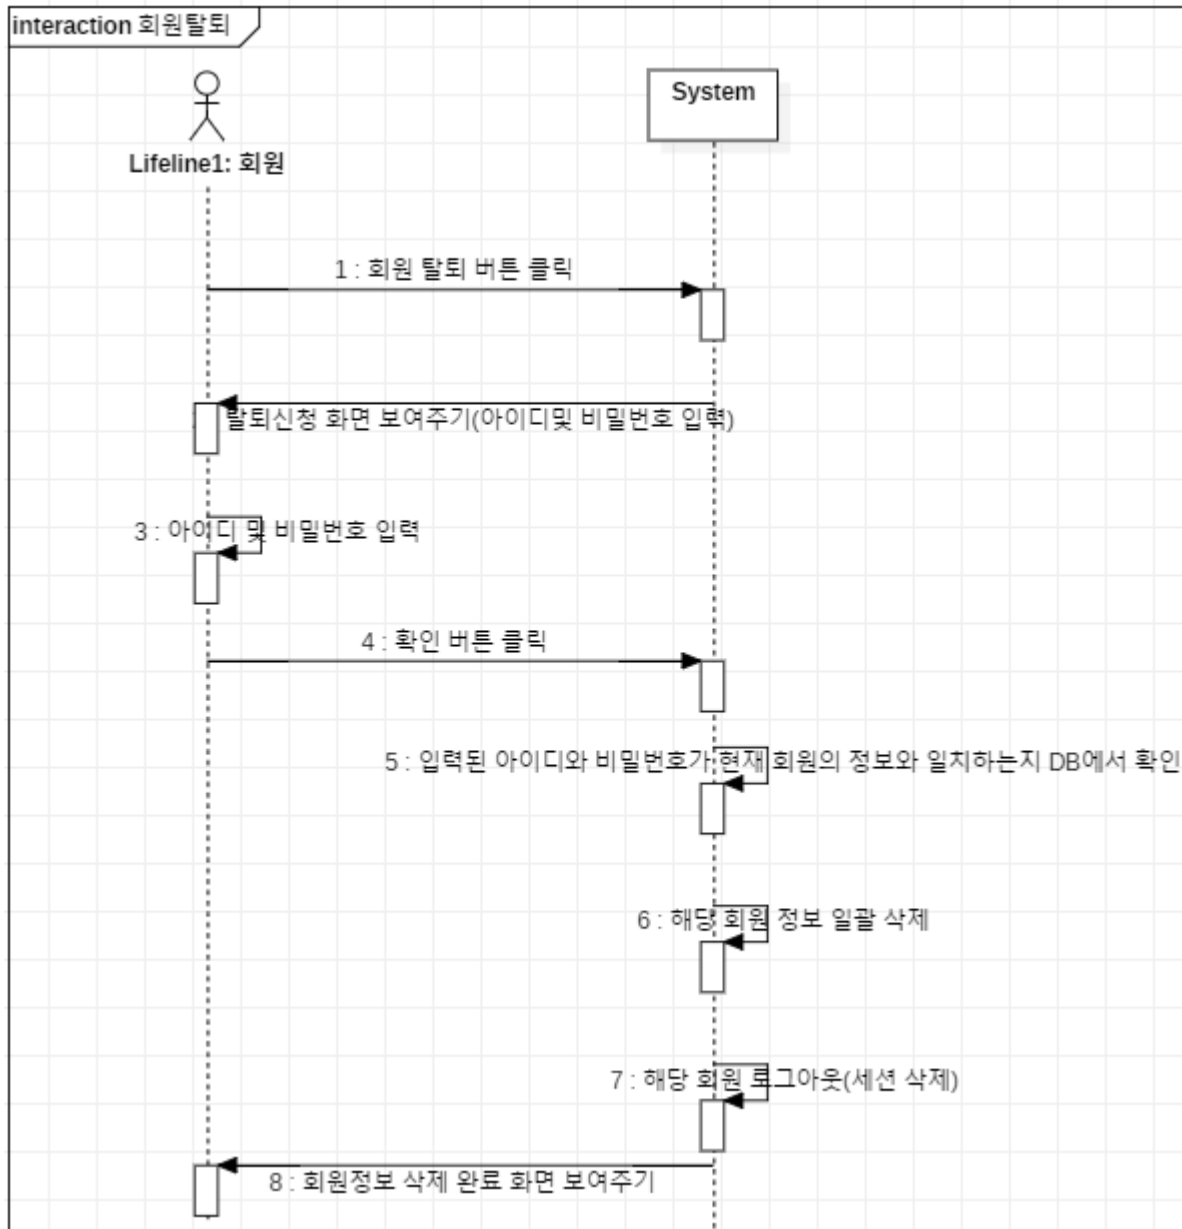 interaction 회원탈퇴
System
Lifeline1: 회원
1 : 회원 탈퇴 버튼 클릭
탈퇴신청 화면 보여주기(아이디및 비밀번호 입력)
3 : 아이디 및 비밀번호 입력
4 : 확인 버튼 클릭
5 : 입력된 아이디와 비밀번호가 현재 회원의 정보와 일치하는지 DB에서 확인
6 : 해당 회원 정보 일괄 삭제
7 : 해당 회원 로그아웃(세션 삭제)
8 : 회원정보 삭제 완료 화면 보여주기